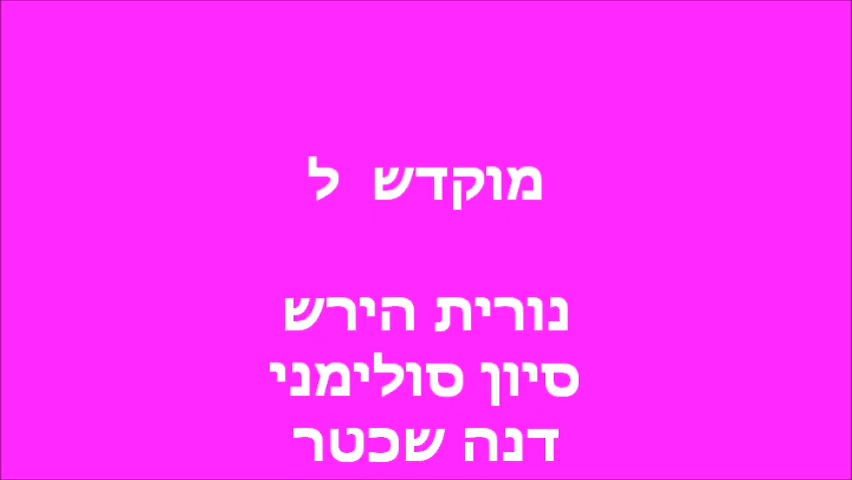 מוקדש ל
נורית הירש
סיון סולימני
דנה שכטר